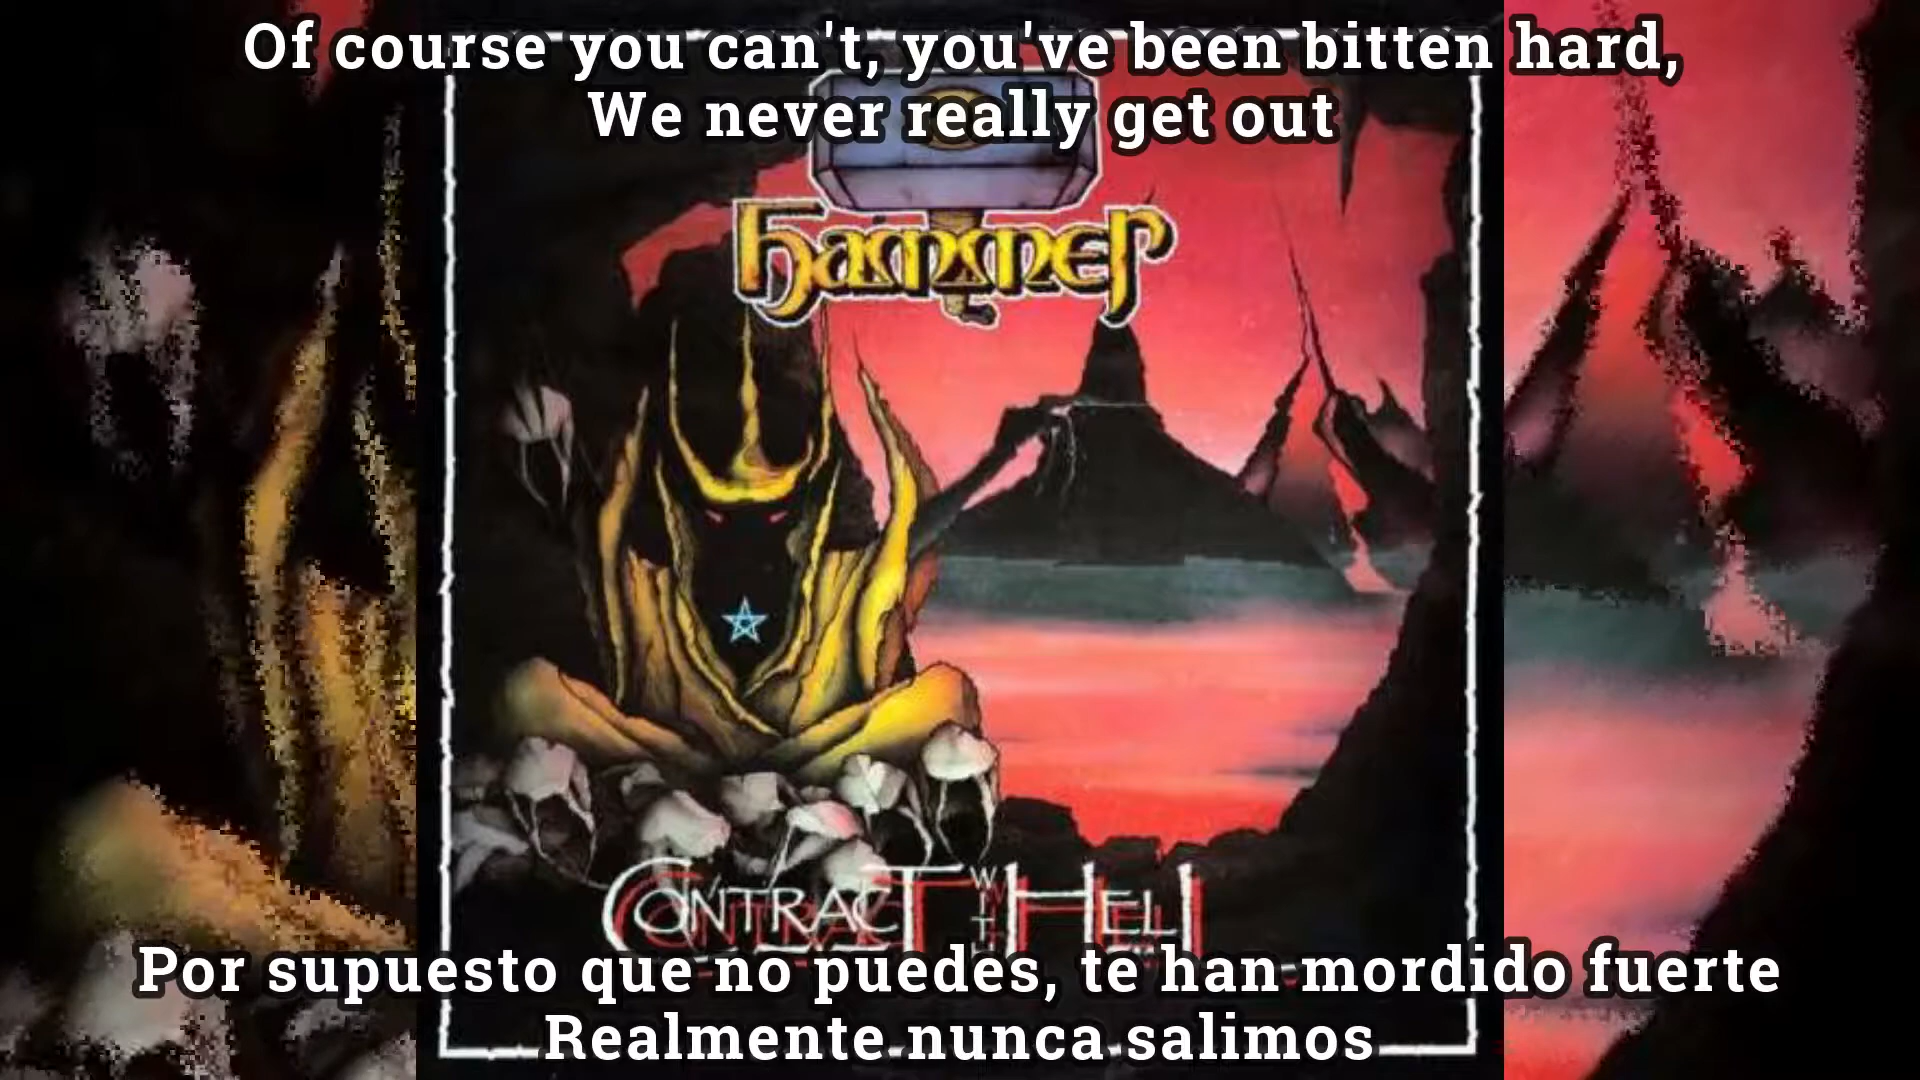 Of course you can't, you've been bitten hard,
We never really get out
hammer
CONTRACT WITH HELL
Por supuesto que no puedes, te han mordido fuerte
Realmente nunca salimos